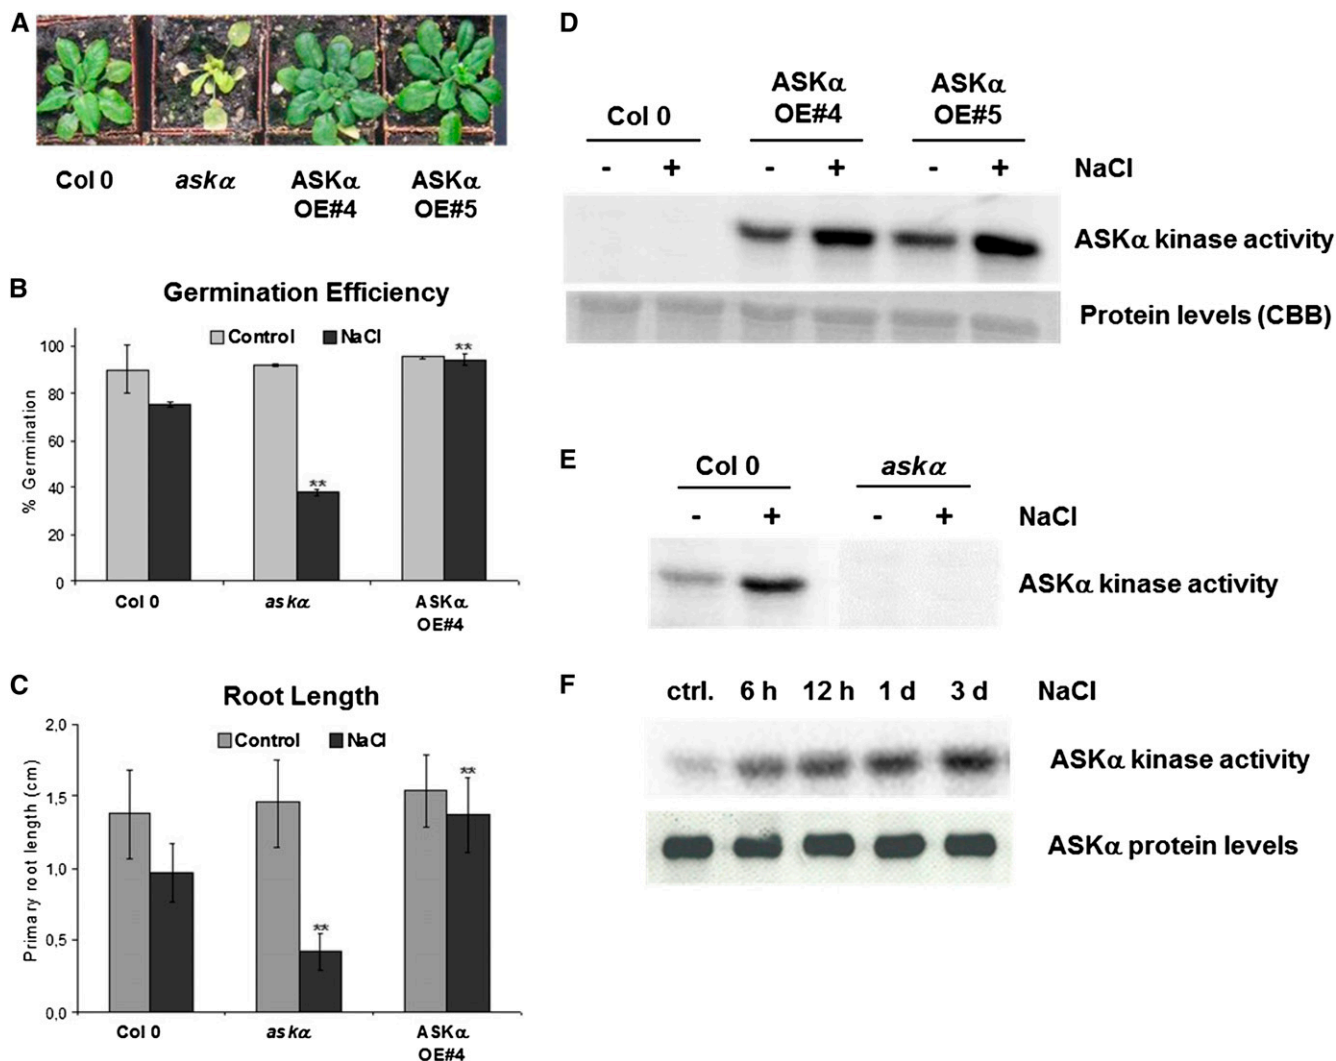 A
Col 0 askα ASKα OE#4 ASKα OE#5
B
Germination Efficiency
Control NaCl
% Germination
100
80
60
40
20
0
**
**
Col 0 askα ASKα OE#4
C
Root Length
Control NaCl
Primary root length (cm)
2,0
1,5
1,0
0,5
0,0
**
**
Col 0 askα ASKα OE#4
D
Col 0 ASKα OE#4 ASKα OE#5
- + - + - + NaCl
ASKα kinase activity
Protein levels (CBB)
E
Col 0 askα
- + - + NaCl
ASKα kinase activity
F
ctrl. 6 h 12 h 1 d 3 d NaCl
ASKα kinase activity
ASKα protein levels